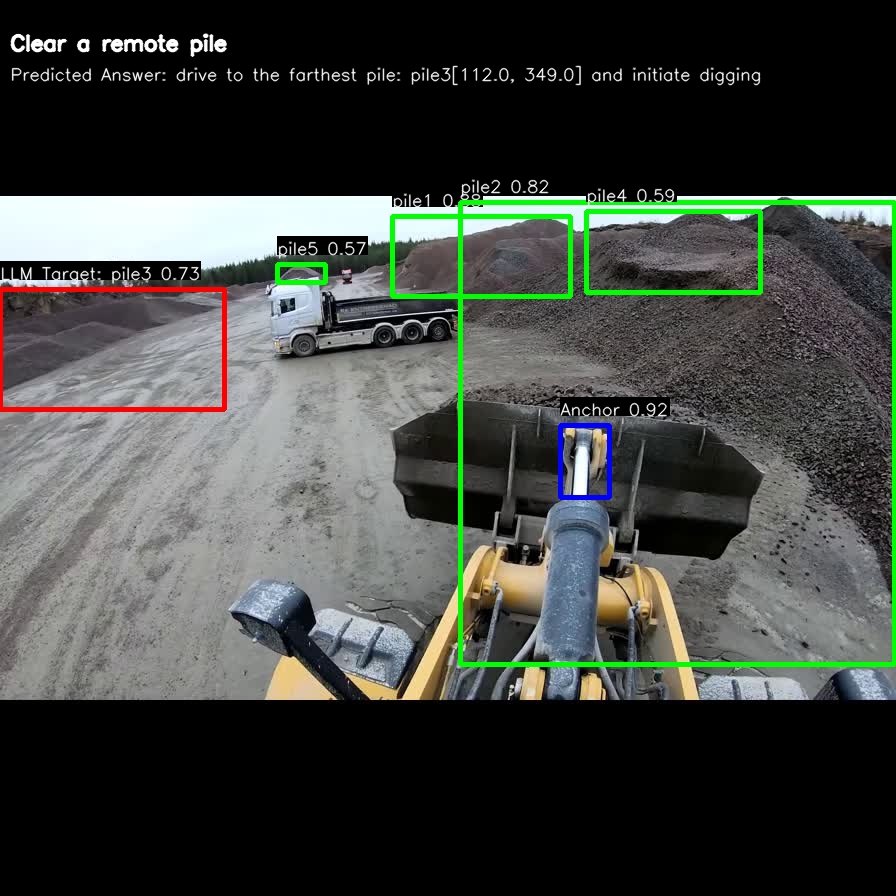 Clear a remote pile
Predicted Answer: drive to the farthest pile: pile3[112.0, 349.0] and initiate digging
pile2 0.82
pile4 0.59
pile1
pile5 0.57
LLM Target: pile3 0.73
Anchor 0.92